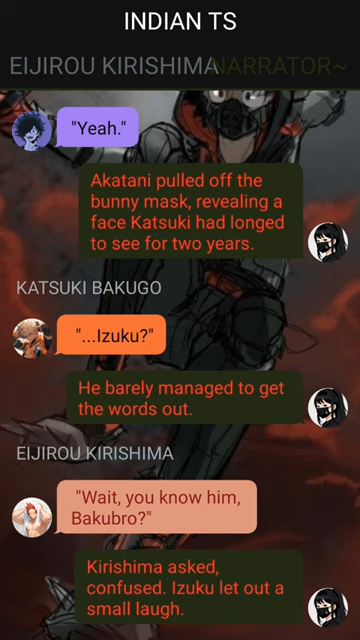 INDIAN TS
EIJIROU KIRISHIMA
NARRATOR~
"Yeah."
Akatani pulled off the
bunny mask, revealing a
face Katsuki had longed
to see for two years.
KATSUKI BAKUGO
"...Izuku?"
He barely managed to get
the words out.
EIJIROU KIRISHIMA
"Wait, you know him,
Bakubro?"
Kirishima asked,
confused. Izuku let out a
small laugh.